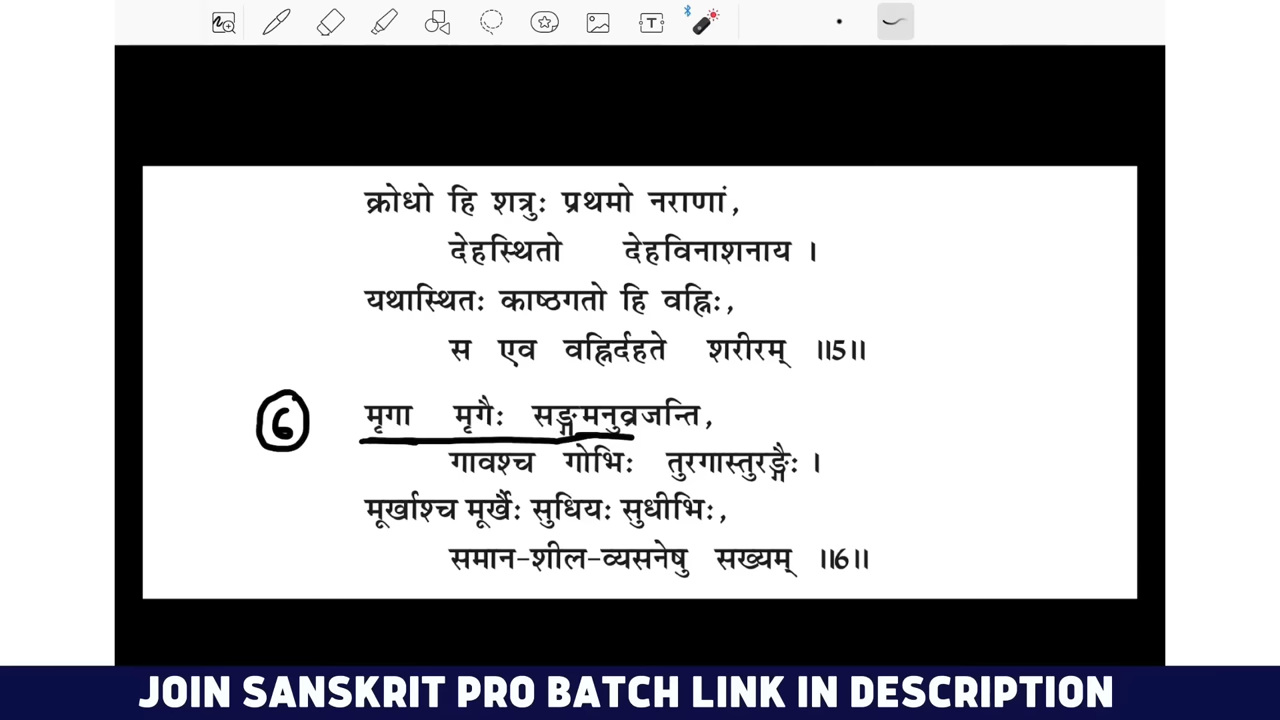 क्रोधो हि शत्रुः प्रथमो नराणां,
देहस्थितो देहविनाशनाय ।
यथास्थितः काष्ठगतो हि वह्निः,
स एव वह्निर्दहते शरीरम् ॥5॥
6 मृगा मृगैः सङ्गमनुव्रजन्ति,
गावश्च गोभिः तुरगास्तुरङ्गैः ।
मूर्खाश्च मूर्खैः सुधियः सुधीभिः,
समान-शील-व्यसनेषु सख्यम् ॥6॥
JOIN SANSKRIT PRO BATCH LINK IN DESCRIPTION